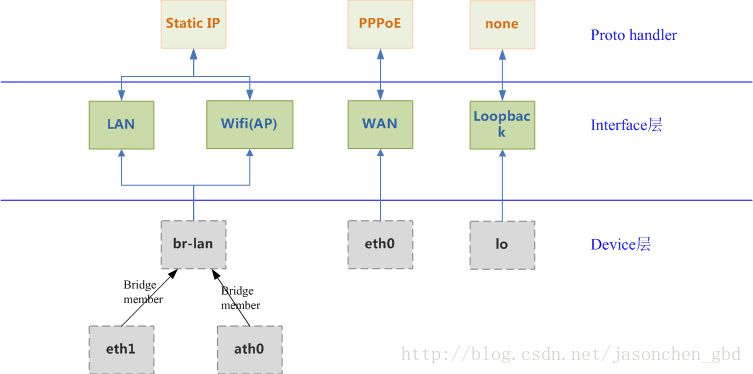 Static IP
PPPoE
none
Proto handler
LAN
Wifi(AP)
WAN
Loopbac
k
Interface层
br-lan
eth0
lo
Device层
Bridge
member
Bridge
member
eth1
ath0
http://blog.csdn.net/jasonchen_gbd